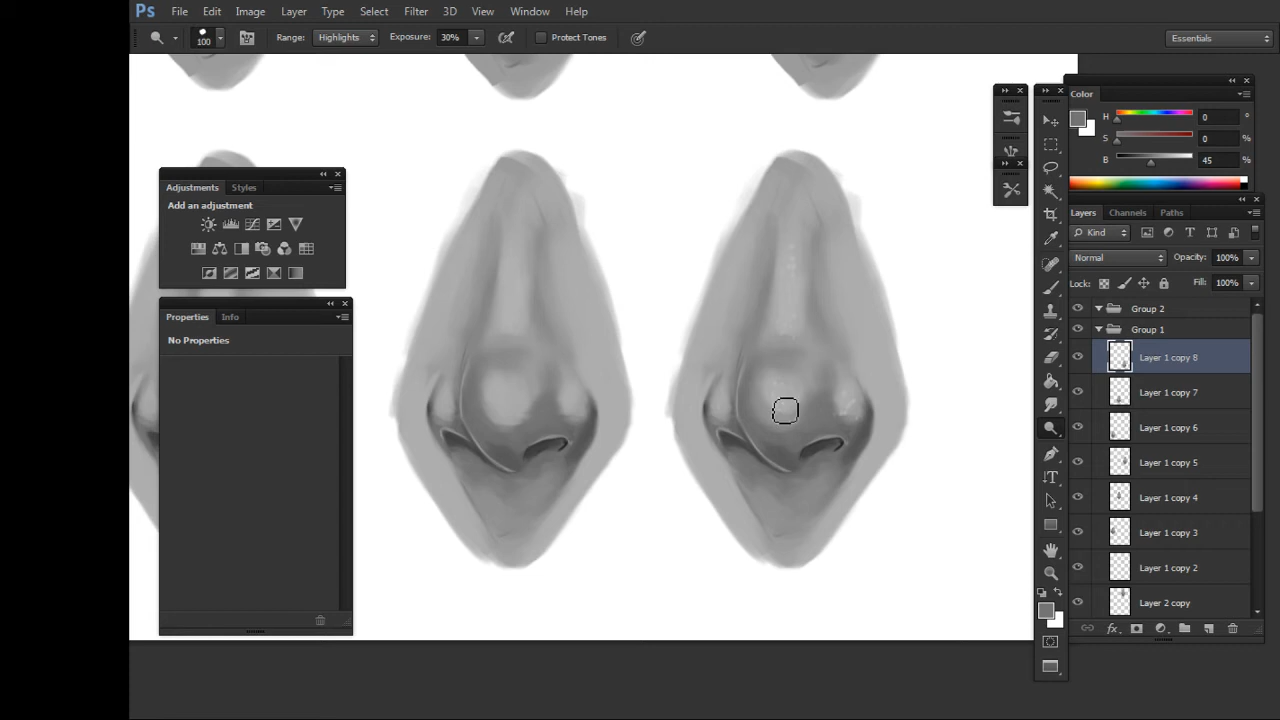 Ps File Edit Image Layer Type Select Filter 3D View Window Help
100 Range: Highlights Exposure: 30% Protect Tones Essentials
Color
H 0 °
S 0 %
B 45 %
Adjustments Styles
Add an adjustment
Properties Info
No Properties
Layers Channels Paths
Kind T
Normal Opacity: 100%
Lock: Fill: 100%
Group 2
Group 1
Layer 1 copy 8
Layer 1 copy 7
Layer 1 copy 6
Layer 1 copy 5
Layer 1 copy 4
Layer 1 copy 3
Layer 1 copy 2
Layer 2 copy
fx